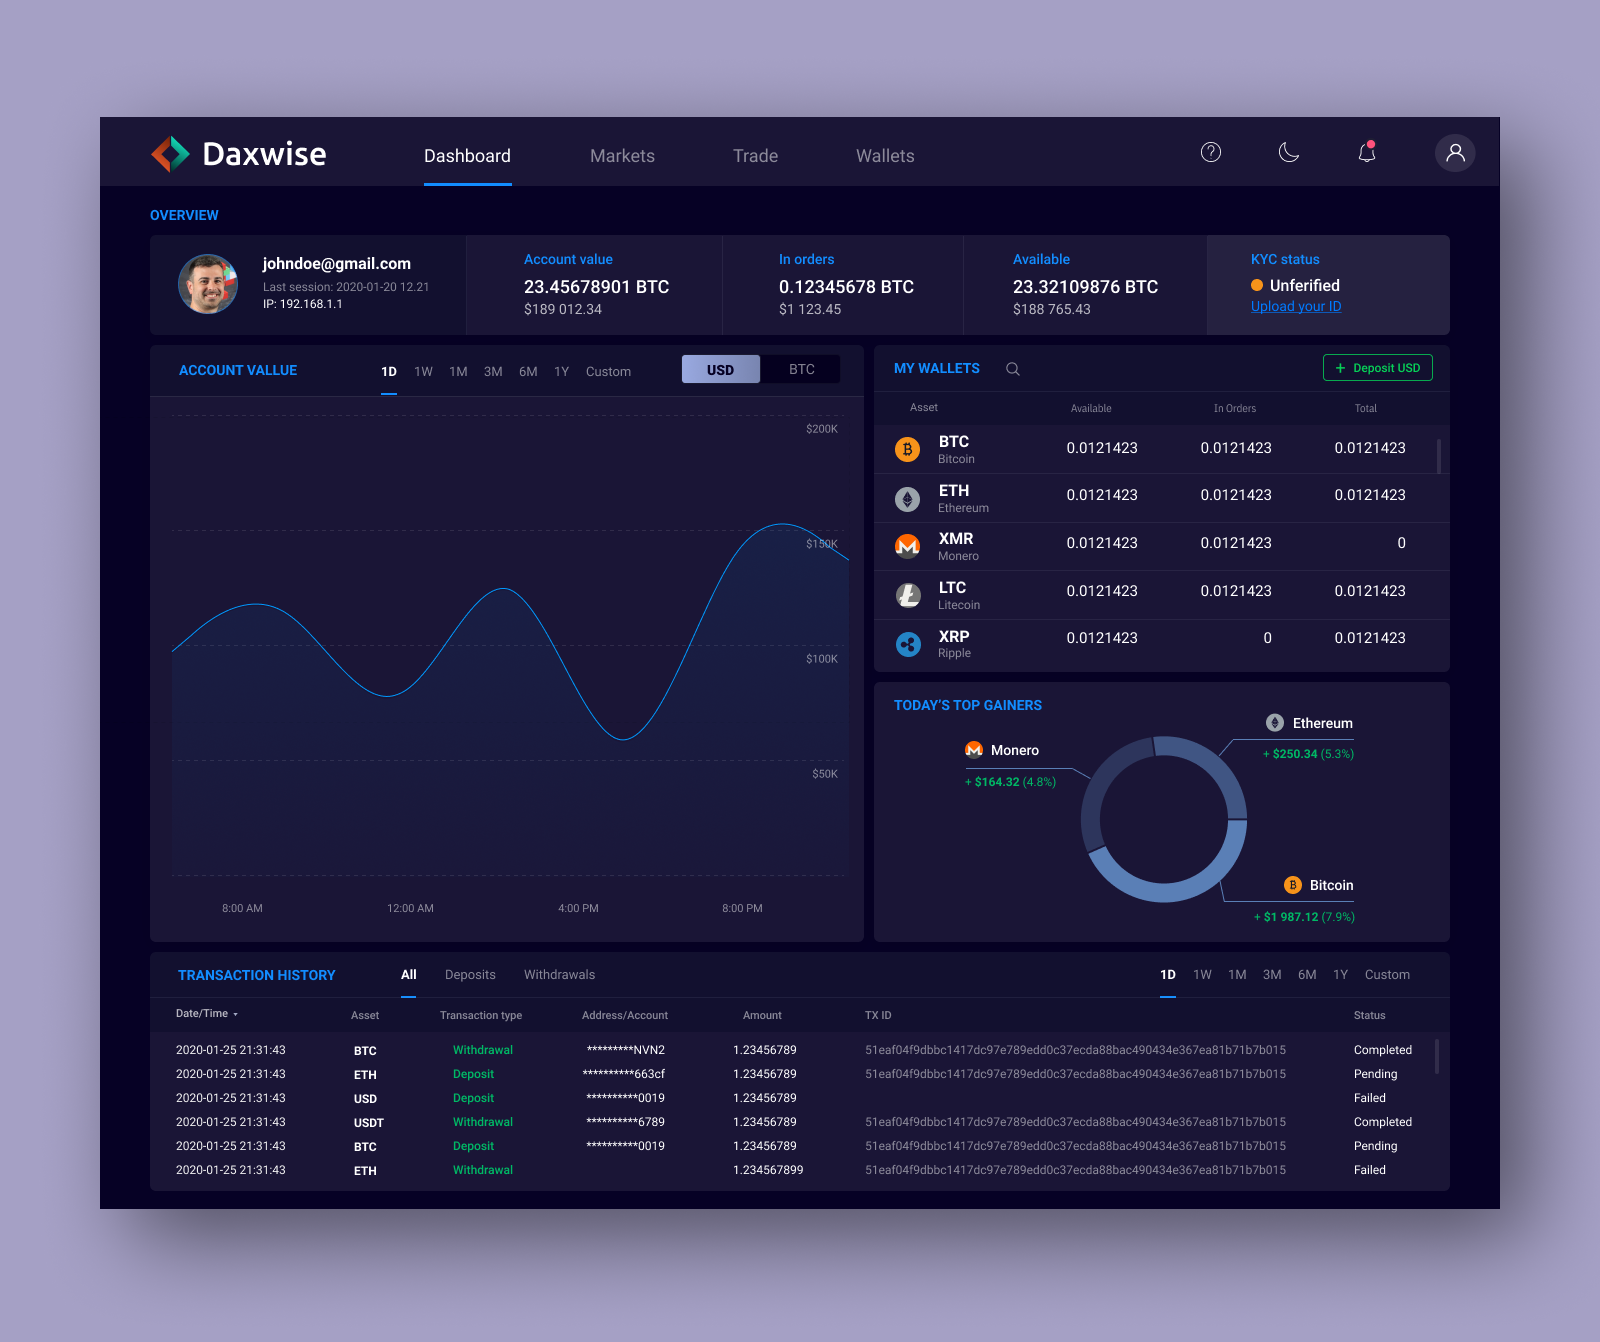 Daxwise
Dashboard Markets Trade Wallets
OVERVIEW
johndoe@gmail.com
Last session: 2020-01-20 12.21
IP: 192.168.1.1
Account value
23.45678901 BTC
$189 012.34
In orders
0.12345678 BTC
$1 123.45
Available
23.32109876 BTC
$188 765.43
KYC status
Unferified
Upload your ID
ACCOUNT VALLUE 1D 1W 1M 3M 6M 1Y Custom USD BTC
$200K
$150K
$100K
$50K
8:00 AM 12:00 AM 4:00 PM 8:00 PM
MY WALLETS + Deposit USD
Asset Available In Orders Total
BTC 0.0121423 0.0121423 0.0121423
Bitcoin
ETH 0.0121423 0.0121423 0.0121423
Ethereum
XMR 0.0121423 0.0121423 0
Monero
LTC 0.0121423 0.0121423 0.0121423
Litecoin
XRP 0.0121423 0 0.0121423
Ripple
TODAY'S TOP GAINERS
Ethereum
+ $250.34 (5.3%)
Monero
+ $164.32 (4.8%)
Bitcoin
+ $1 987.12 (7.9%)
TRANSACTION HISTORY All Deposits Withdrawals 1D 1W 1M 3M 6M 1Y Custom
Date/Time Asset Transaction type Address/Account Amount TX ID Status
2020-01-25 21:31:43 BTC Withdrawal *********NVN2 1.23456789 51eaf04f9dbbc1417dc97e789edd0c37ecda88bac490434e367ea81b71b7b015 Completed
2020-01-25 21:31:43 ETH Deposit **********663cf 1.23456789 51eaf04f9dbbc1417dc97e789edd0c37ecda88bac490434e367ea81b71b7b015 Pending
2020-01-25 21:31:43 USD Deposit **********0019 1.23456789 Failed
2020-01-25 21:31:43 USDT Withdrawal **********6789 1.23456789 51eaf04f9dbbc1417dc97e789edd0c37ecda88bac490434e367ea81b71b7b015 Completed
2020-01-25 21:31:43 BTC Deposit **********0019 1.23456789 51eaf04f9dbbc1417dc97e789edd0c37ecda88bac490434e367ea81b71b7b015 Pending
2020-01-25 21:31:43 ETH Withdrawal 1.234567899 51eaf04f9dbbc1417dc97e789edd0c37ecda88bac490434e367ea81b71b7b015 Failed